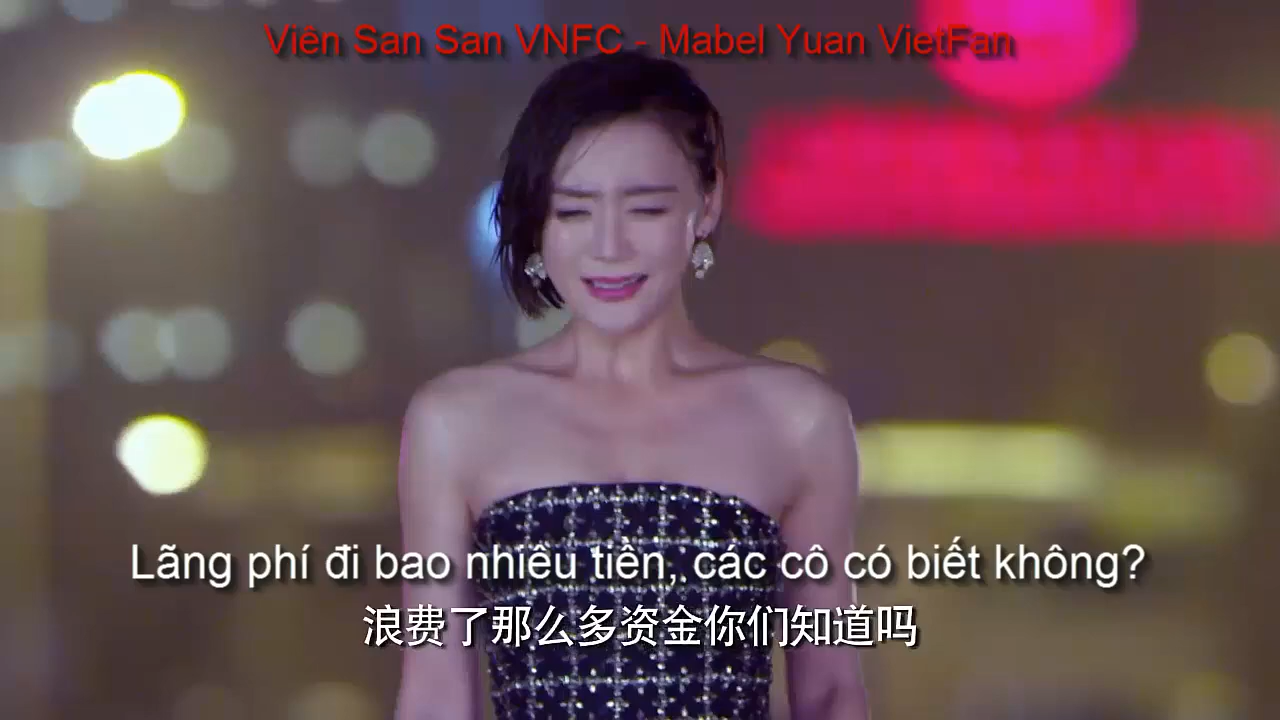 Viên San San VNFC - Mabel Yuan VietFan
Lãng phí đi bao nhiêu tiền, các cô có biết không?
浪费了那么多资金你们知道吗